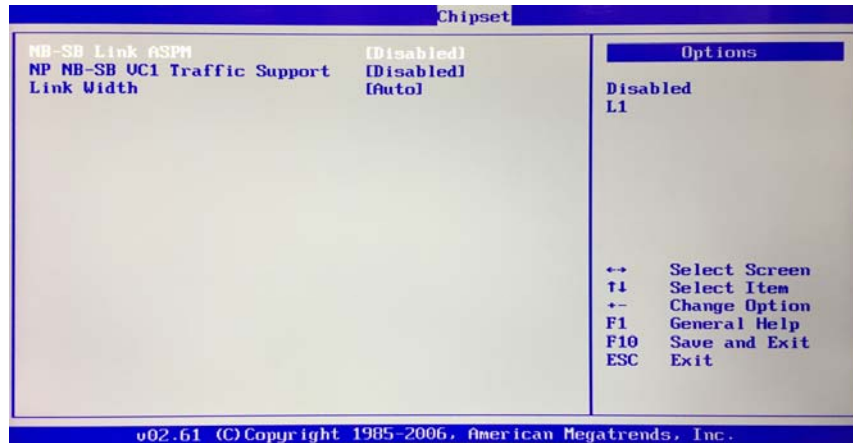 Chipset
NB-SB Link ASPM [Disabled]
NP NB-SB VC1 Traffic Support [Disabled]
Link Width [Auto]
Options
Disabled
L1
←→ Select Screen
↑↓ Select Item
+- Change Option
F1 General Help
F10 Save and Exit
ESC Exit
v02.61 (C)Copyright 1985-2006, American Megatrends, Inc.